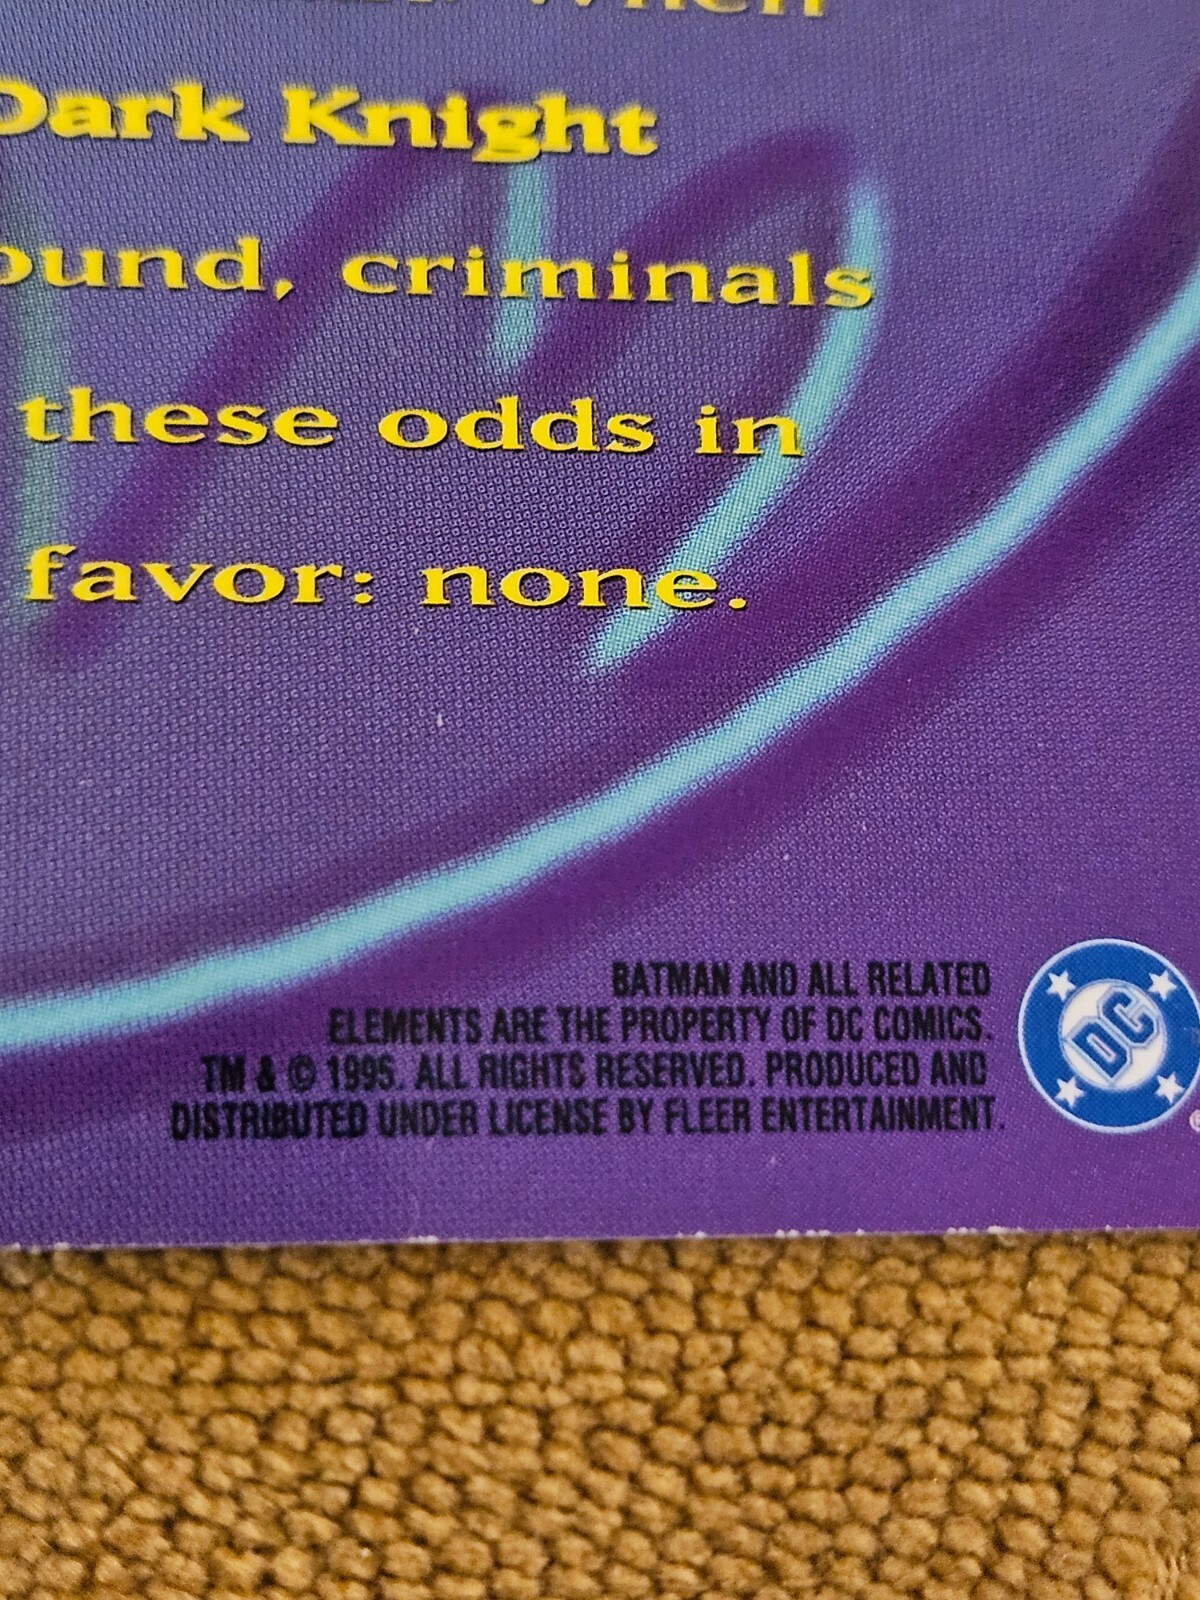 When
Dark Knight
ound, criminals
these odds in
favor: none.
BATMAN AND ALL RELATED
ELEMENTS ARE THE PROPERTY OF DC COMICS.
TM & © 1995. ALL RIGHTS RESERVED. PRODUCED AND
DISTRIBUTED UNDER LICENSE BY FLEER ENTERTAINMENT.
DC